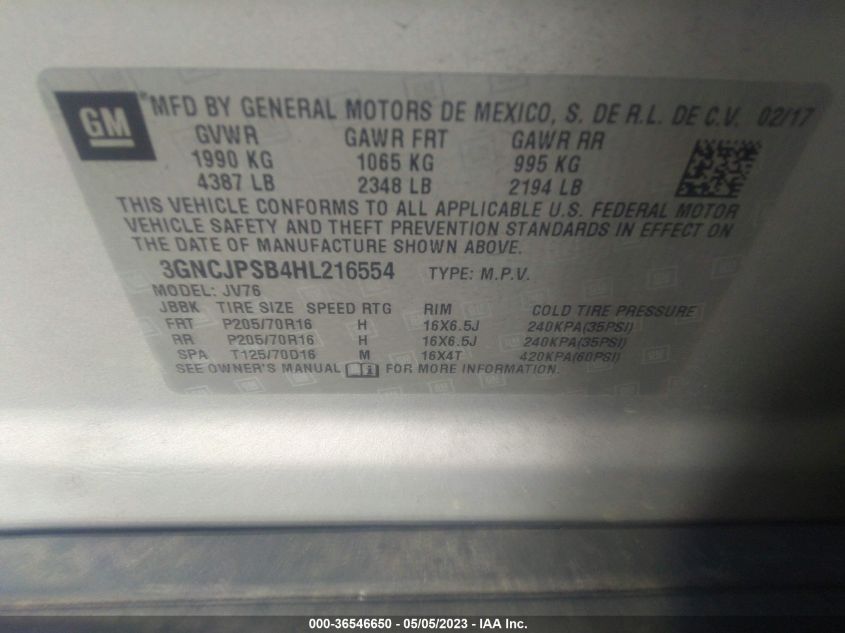 GM
MFD BY GENERAL MOTORS DE MEXICO, S. DE R.L. DE C.V. 02/17
GVWR GAWR FRT GAWR RR
1990 KG 1065 KG 995 KG
4387 LB 2348 LB 2194 LB
THIS VEHICLE CONFORMS TO ALL APPLICABLE U.S. FEDERAL MOTOR
VEHICLE SAFETY AND THEFT PREVENTION STANDARDS IN EFFECT ON
THE DATE OF MANUFACTURE SHOWN ABOVE.
3GNCJPSB4HL216554 TYPE: M.P.V.
MODEL: JV76
JBBK TIRE SIZE SPEED RTG RIM COLD TIRE PRESSURE
FRT P205/70R16 H 16X6.5J 240KPA(35PSI)
RR P205/70R16 H 16X6.5J 240KPA(35PSI)
SPA T125/70D16 M 16X4T 420KPA(60PSI)
SEE OWNER'S MANUAL FOR MORE INFORMATION.
000-36546650 - 05/05/2023 - IAA Inc.